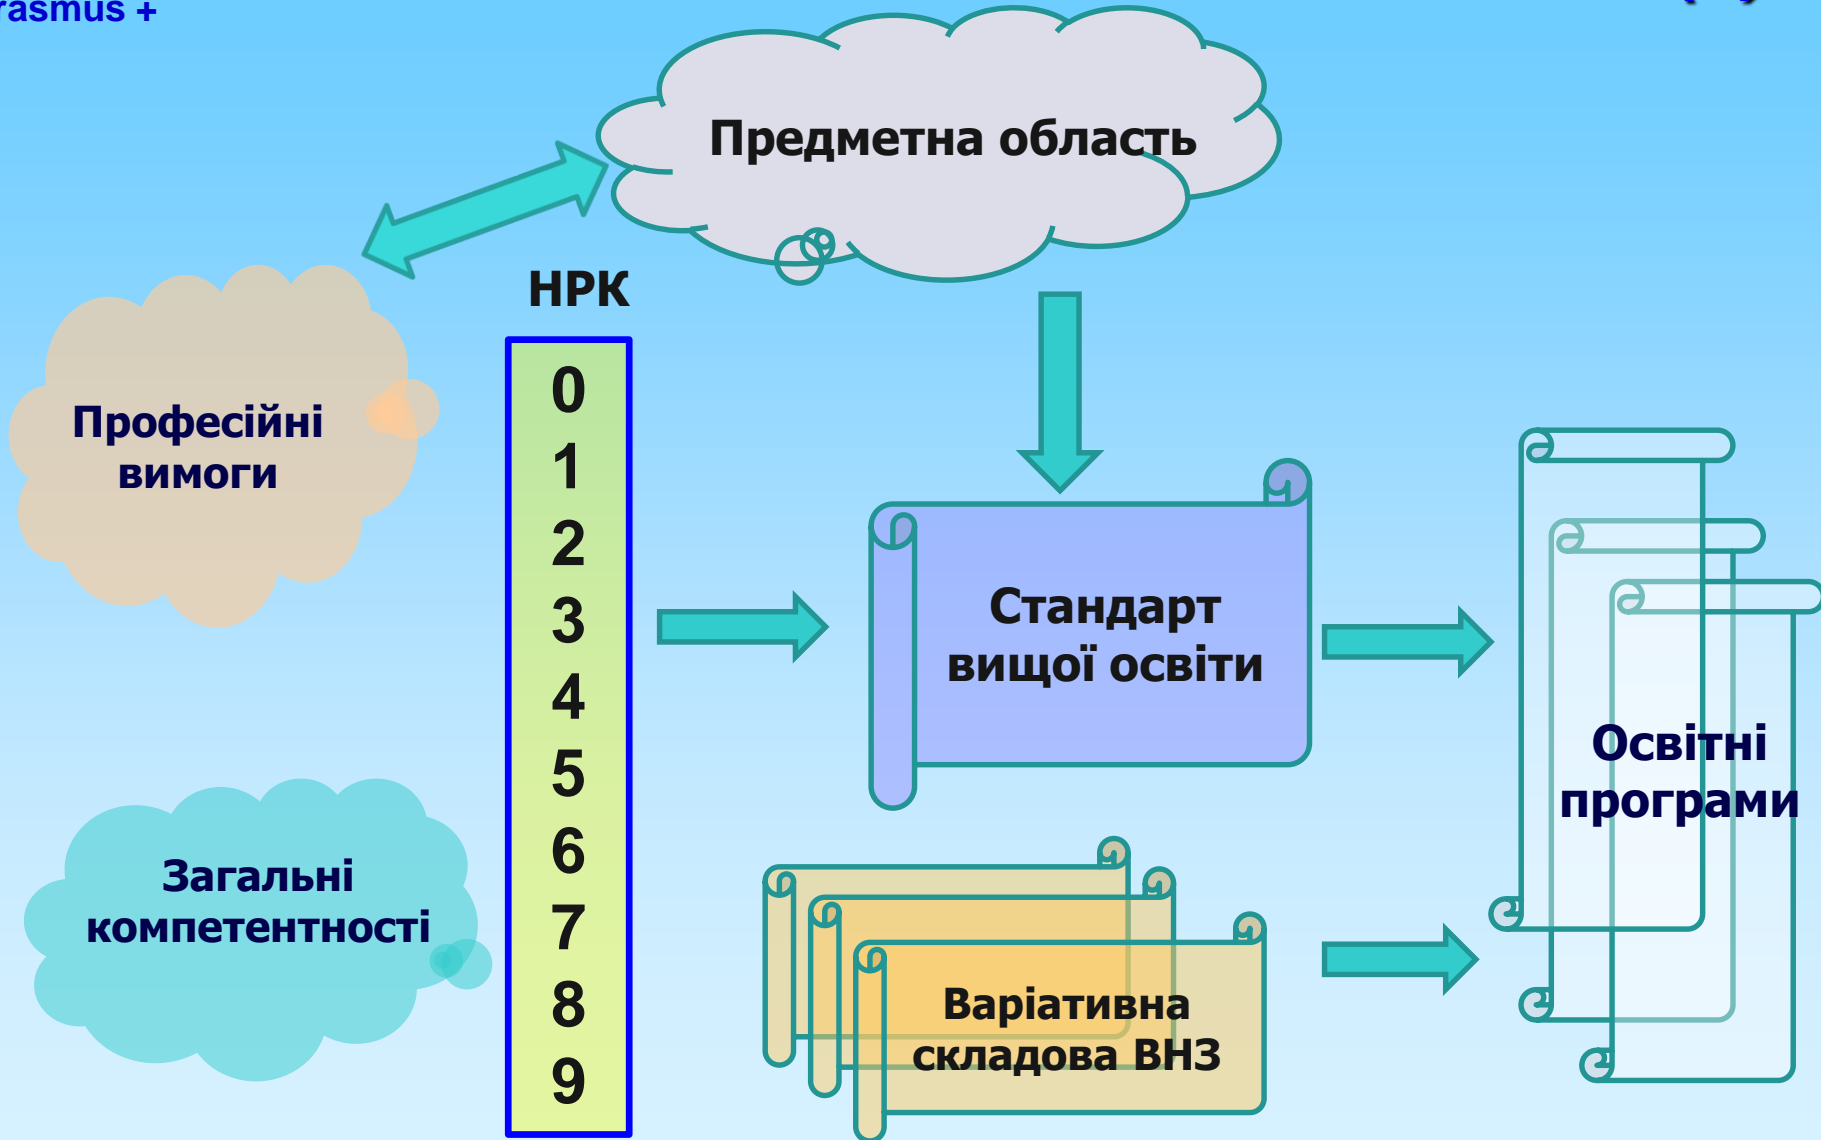 rasmus +
Предметна область
НРК
0
1
2
3
4
5
6
7
8
9
Професійні
вимоги
Загальні
компетентності
Стандарт
вищої освіти
Варіативна
складова ВНЗ
Освітні
програми